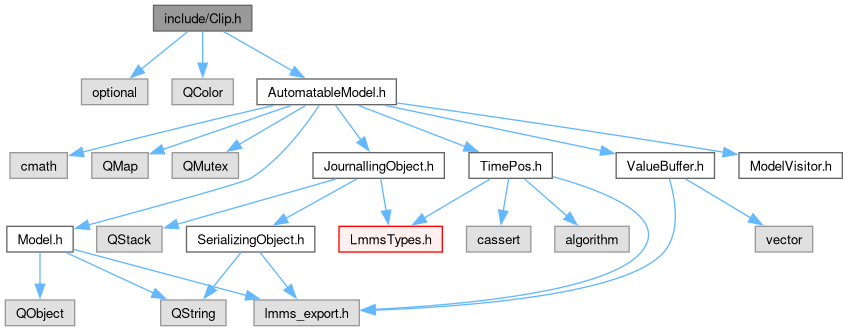 include/Clip.h
optional
QColor
AutomatableModel.h
cmath
QMap
QMutex
JournallingObject.h
TimePos.h
ValueBuffer.h
ModelVisitor.h
Model.h
QStack
SerializingObject.h
LmmsTypes.h
cassert
algorithm
vector
QObject
QString
lmms_export.h